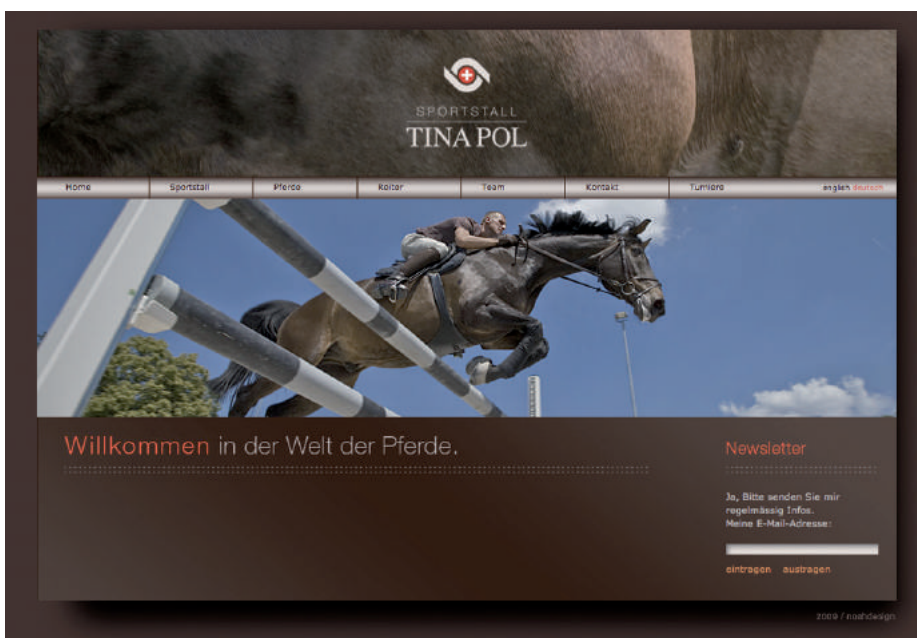 SPORTSTALL
TINA POL
Home Sportstall Pferde Reiter Team Kontakt Turniere english deutsch
Willkommen in der Welt der Pferde.
Newsletter
Ja, Bitte senden Sie mir
regelmässig Infos.
Meine E-Mail-Adresse:
eintragen austragen
2009 / noahdesign